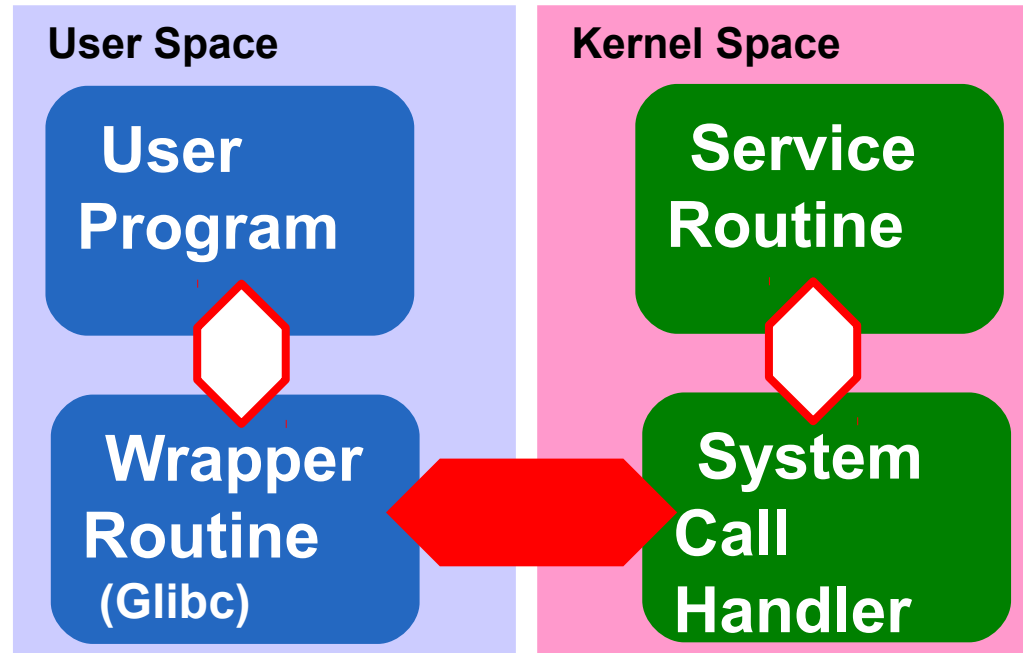 User Space
User
Program
Wrapper
Routine
(Glibc)
Kernel Space
Service
Routine
System
Call
Handler